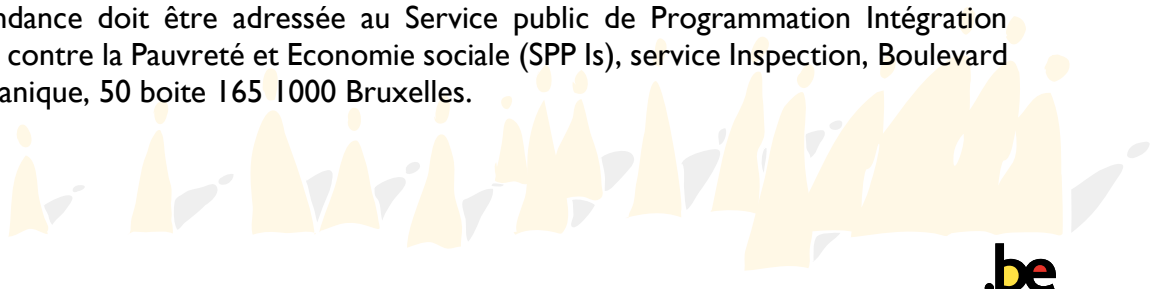 ndance doit être adressée au Service public de Programmation Intégration
contre la Pauvreté et Economie sociale (SPP Is), service Inspection, Boulevard
anique, 50 boite 165 1000 Bruxelles.
.be